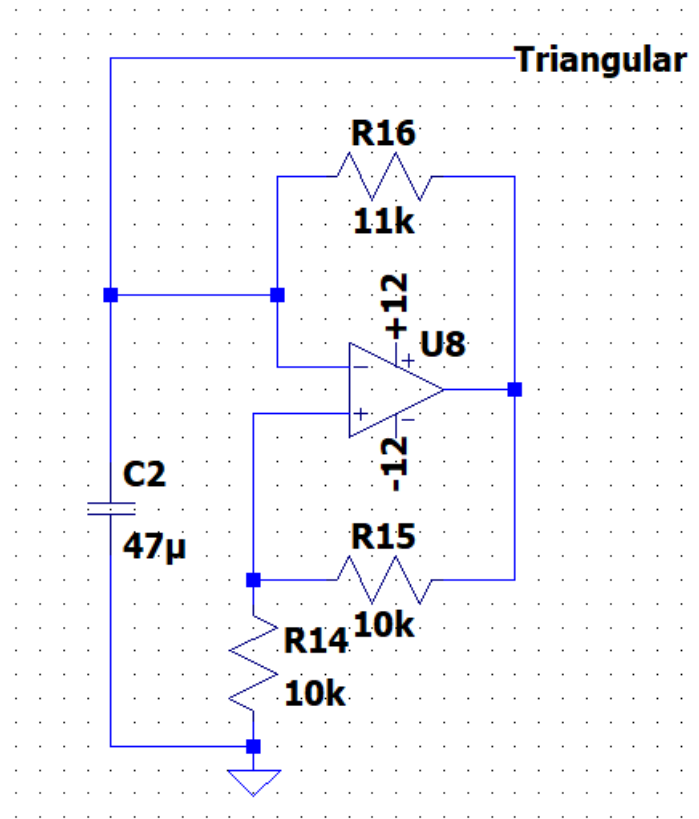 Triangular
R16
11k
+12
U8
+
−
+
−
-12
C2
47µ
R15
10k
R14
10k